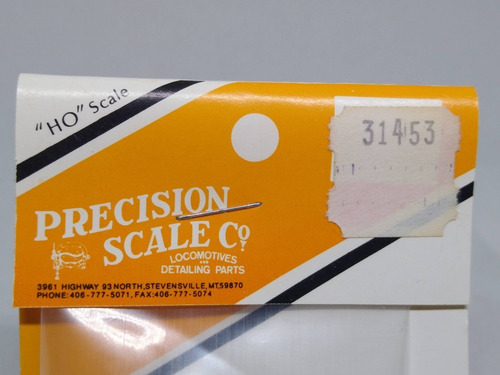 "HO" Scale
31453
PRECISION
SCALE Co.
LOCOMOTIVES
AND
DETAILING PARTS
3961 HIGHWAY 93 NORTH, STEVENSVILLE, MT.59870
PHONE: 406-777-5071, FAX:406-777-5074